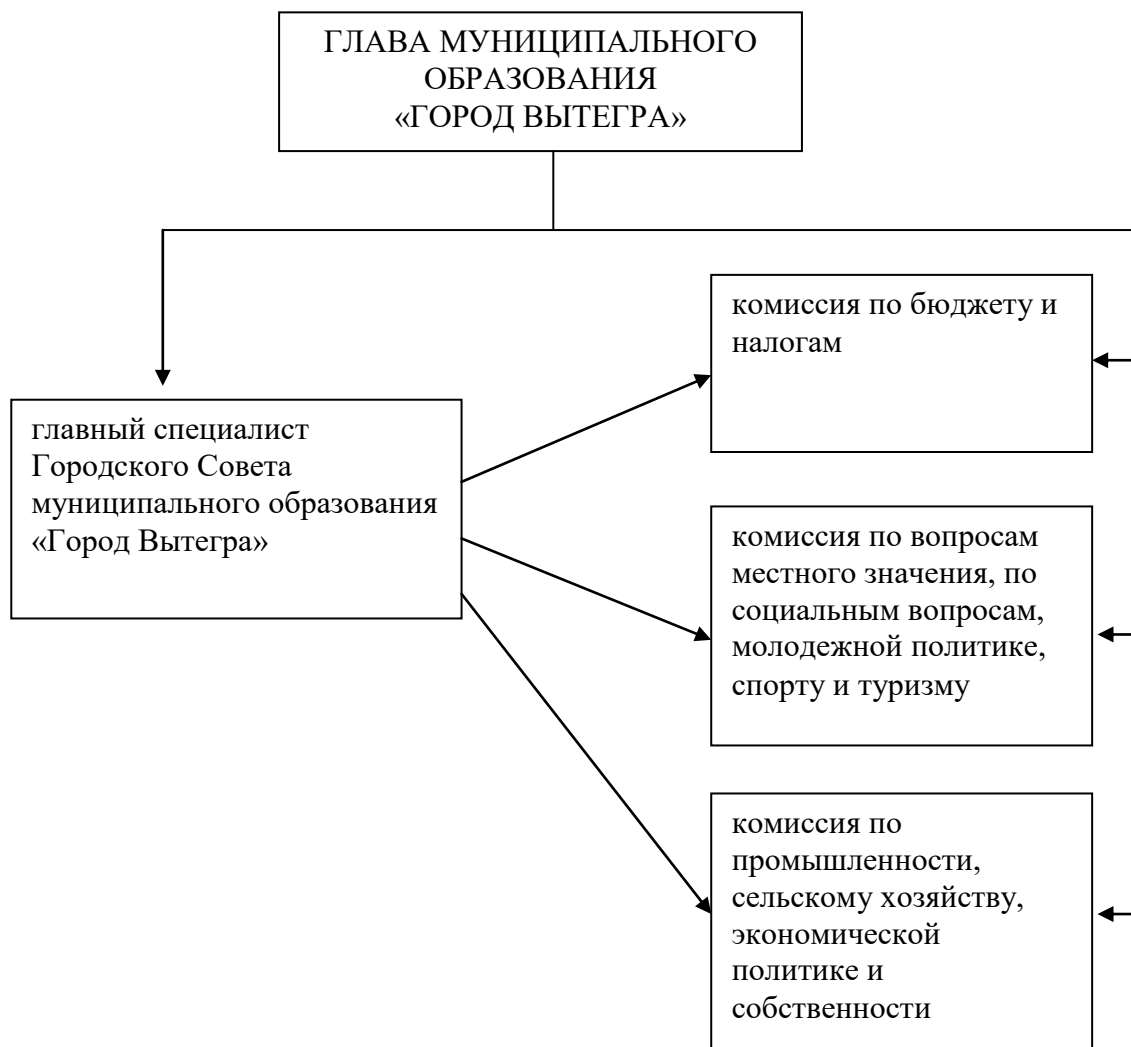 ГЛАВА МУНИЦИПАЛЬНОГО
ОБРАЗОВАНИЯ
«ГОРОД ВЫТЕГРА»
главный специалист
Городского Совета
муниципального образования
«Город Вытегра»
комиссия по бюджету и
налогам
комиссия по вопросам
местного значения, по
социальным вопросам,
молодежной политике,
спорту и туризму
комиссия по
промышленности,
сельскому хозяйству,
экономической
политике и
собственности